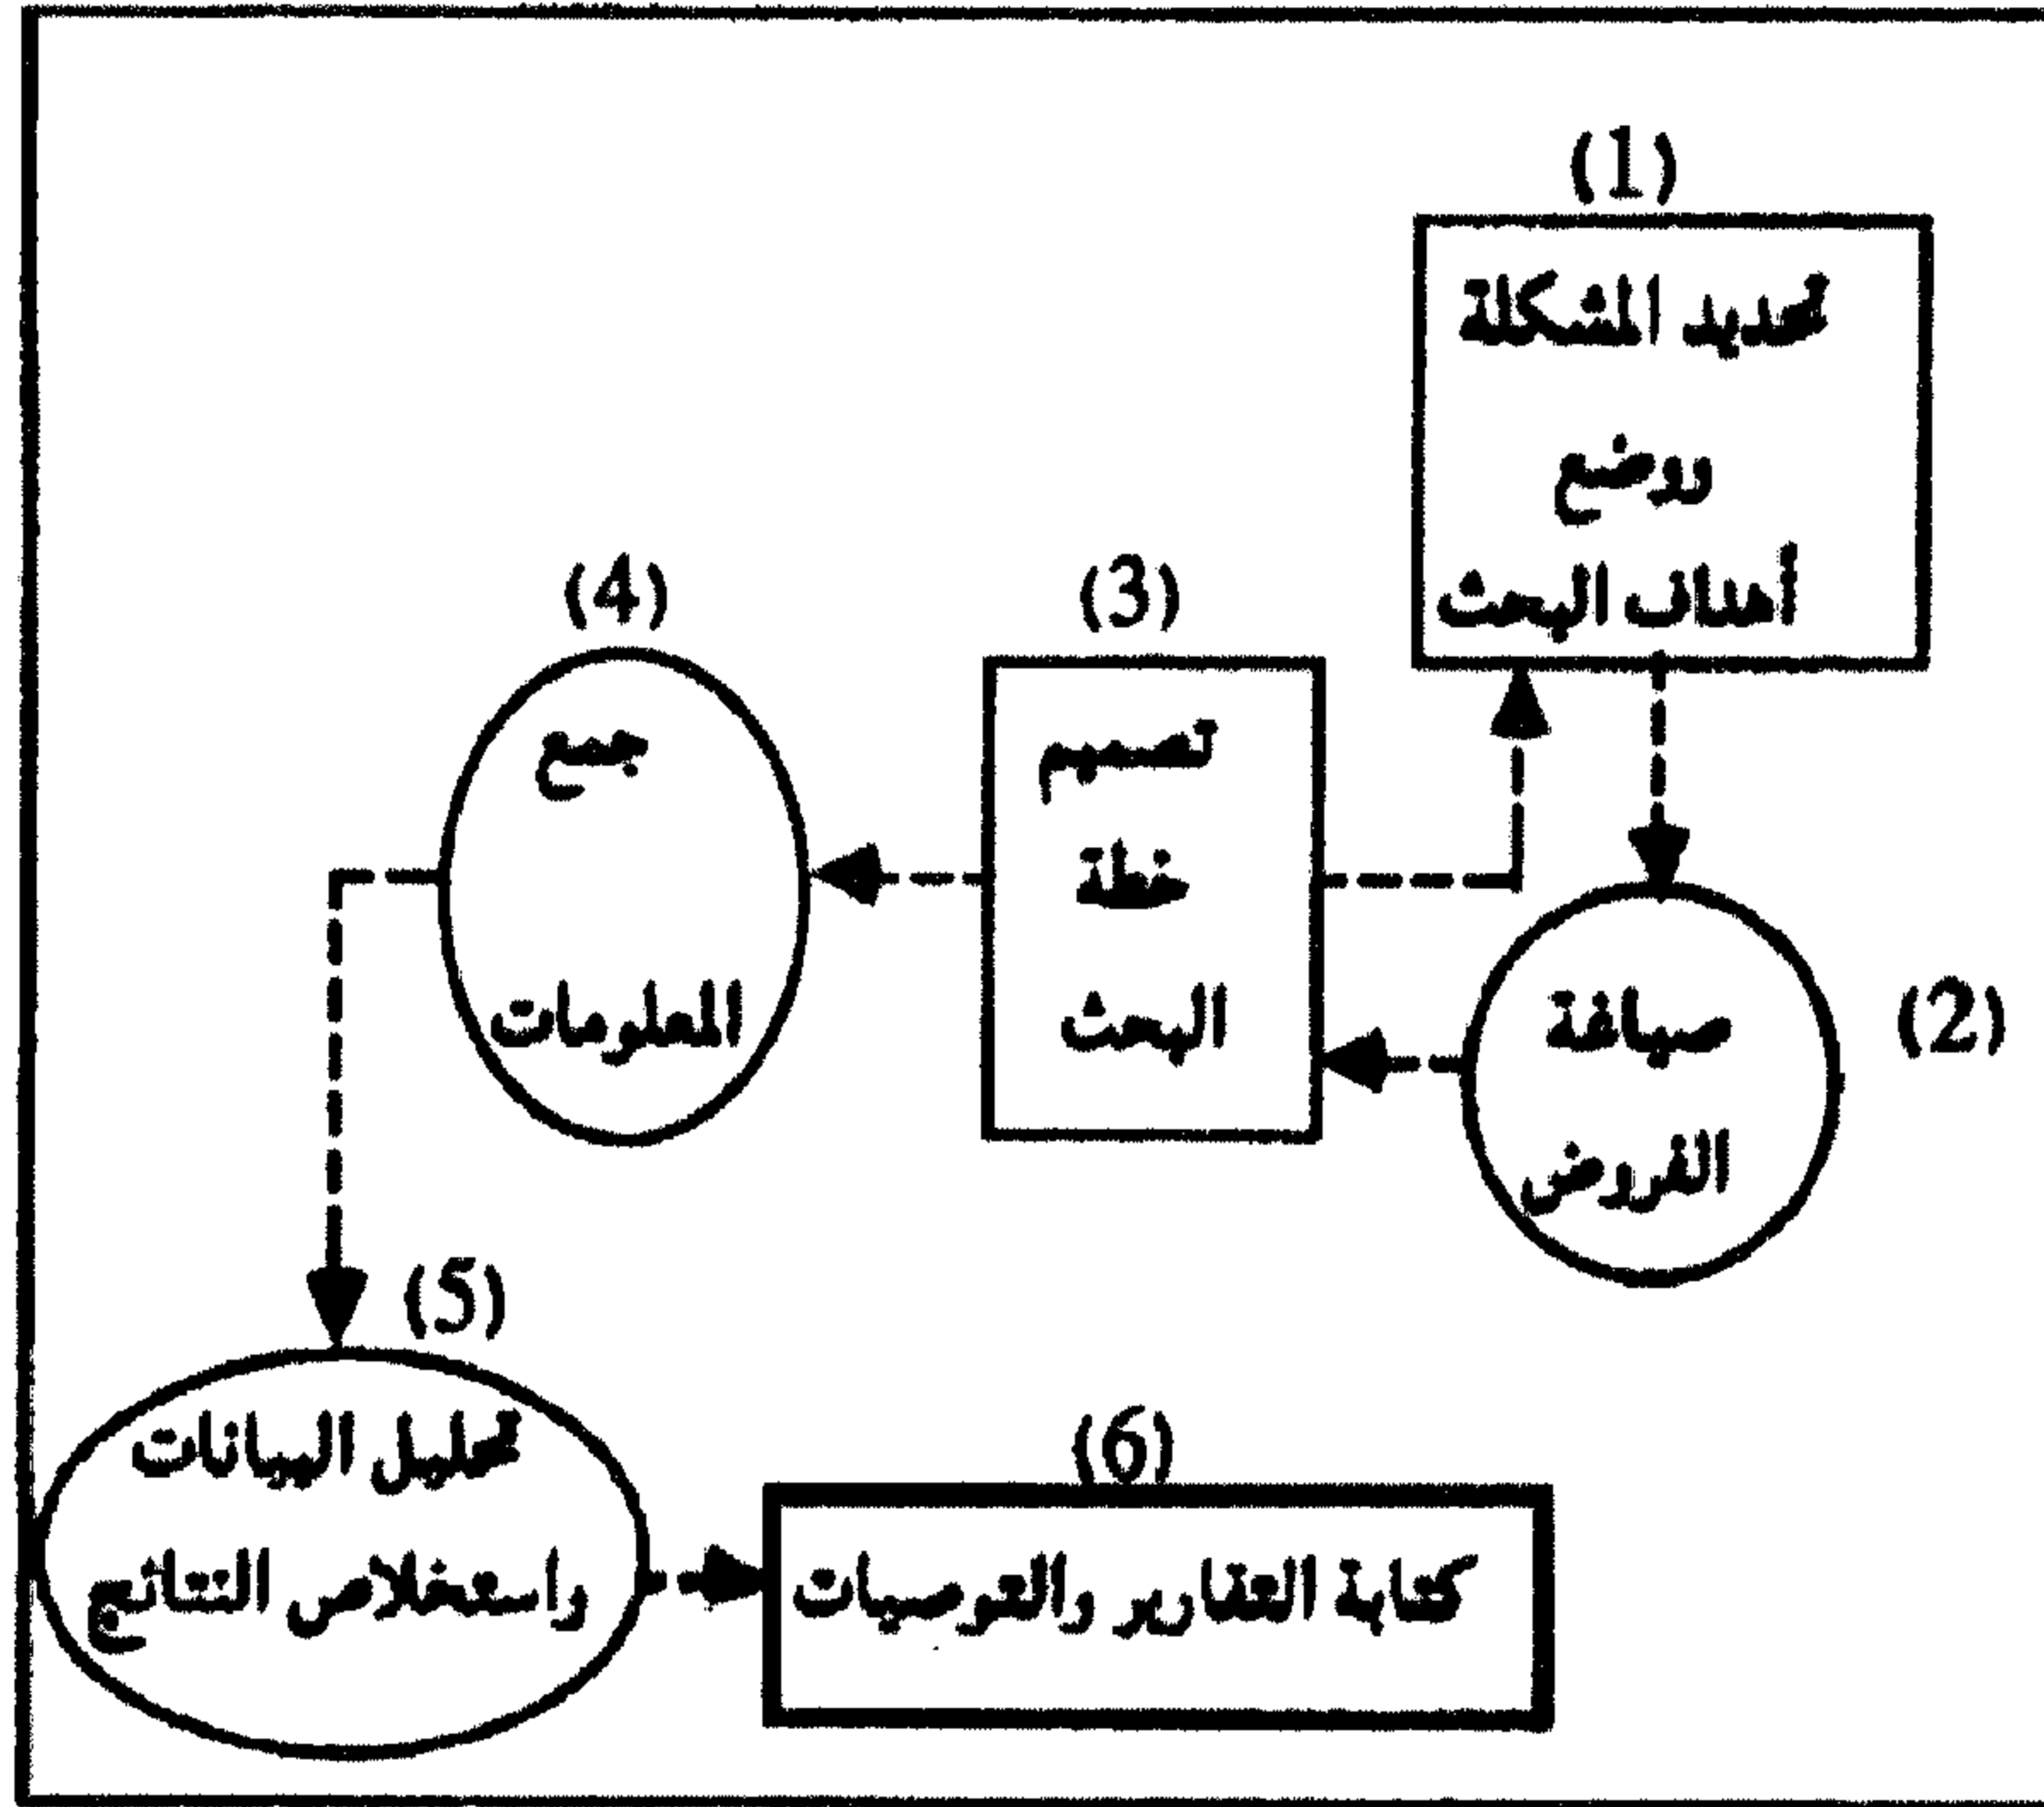 (1)
تحديد المشكلة
ووضع
أهداف البحث
(2)
صياغة
الفروض
(3)
تصميم
خطة
البحث
(4)
جمع
المعلومات
(5)
تحليل البيانات
واستخلاص النتائج
(6)
كتابة التقارير والتوصيات